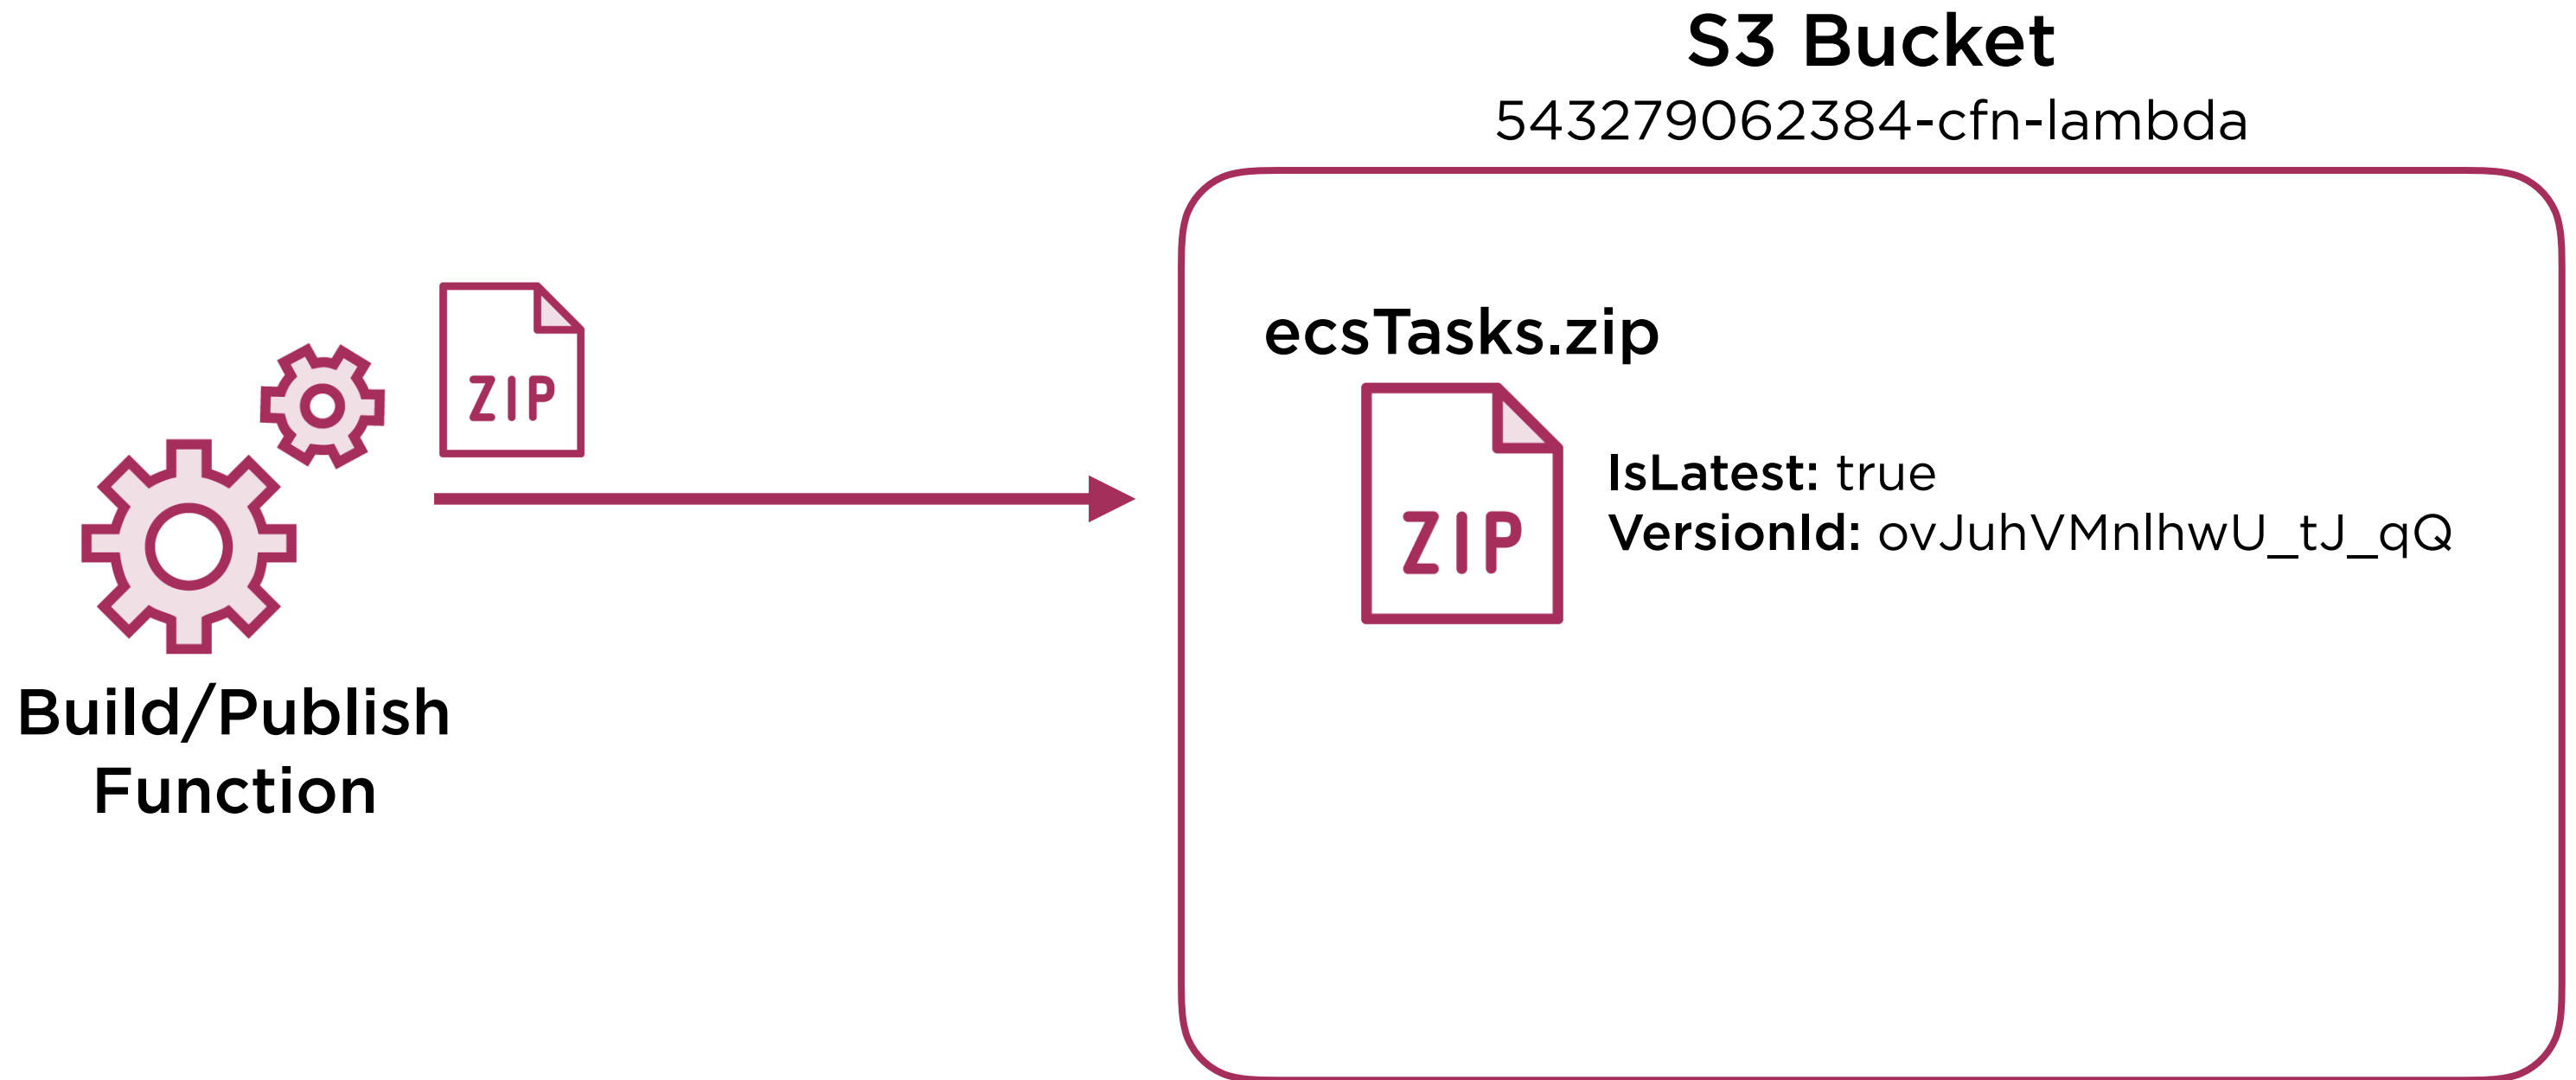 S3 Bucket
543279062384-cfn-lambda
ZIP
ecsTasks.zip
ZIP
IsLatest: true
VersionId: ovJuhVMnlhwU_tJ_qQ
Build/Publish
Function